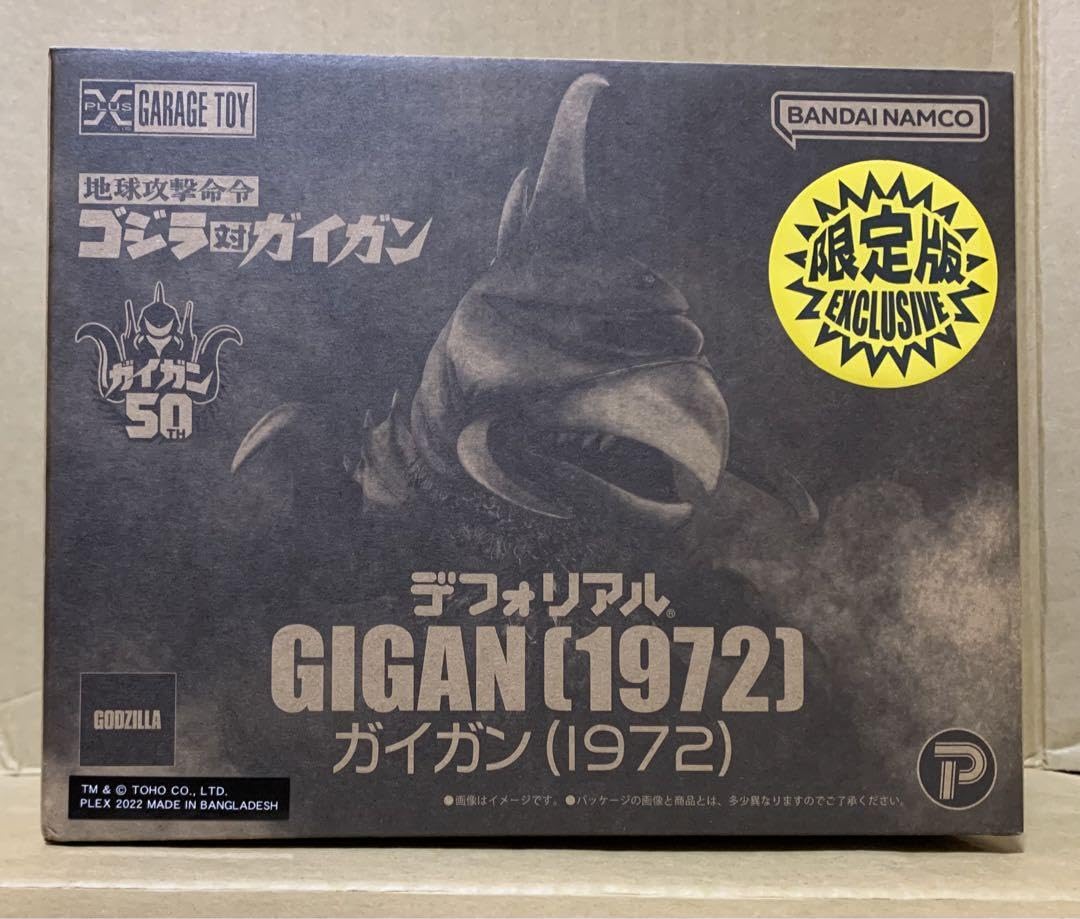 X PLUS GARAGE TOY
BANDAI NAMCO
地球攻撃命令
ゴジラ対ガイガン
限定版
EXCLUSIVE
ガイガン
50TH
デフォリアル®
GIGAN(1972)
ガイガン(1972)
GODZILLA
TM & © TOHO CO., LTD.
PLEX 2022 MADE IN BANGLADESH
●画像はイメージです。●パッケージの画像と商品とは、多少異なりますのでご了承ください。
P